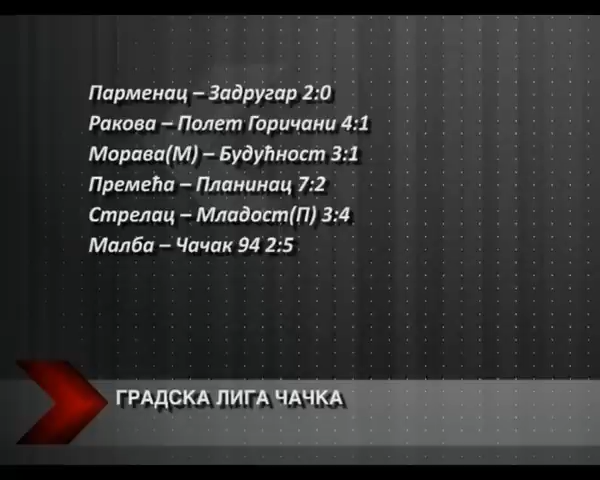 Парменац – Задругар 2:0
Ракова – Полет Горичани 4:1
Морава(М) – Будућност 3:1
Премећа – Планинац 7:2
Стрелац – Младост(П) 3:4
Малба – Чачак 94 2:5
ГРАДСКА ЛИГА ЧАЧКА